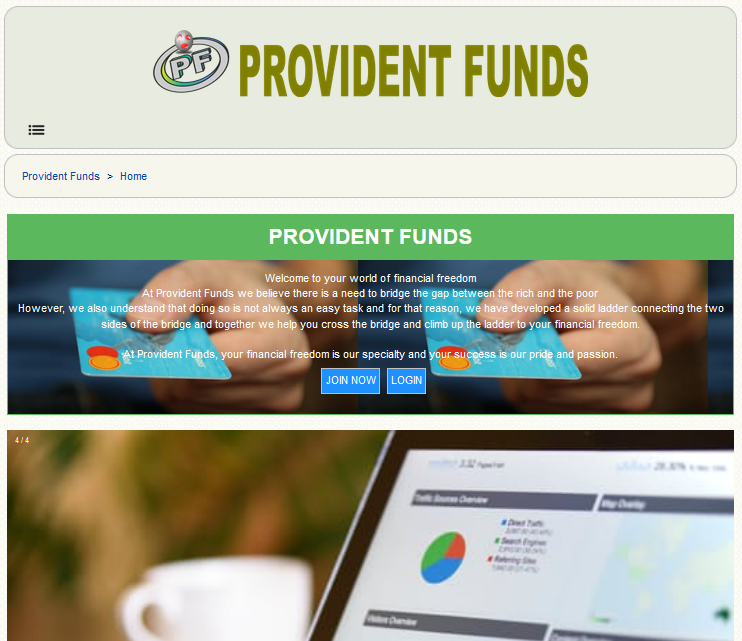 PF PROVIDENT FUNDS
Provident Funds > Home
PROVIDENT FUNDS
Welcome to your world of financial freedom
At Provident Funds we believe there is a need to bridge the gap between the rich and the poor
However, we also understand that doing so is not always an easy task and for that reason, we have developed a solid ladder connecting the two
sides of the bridge and together we help you cross the bridge and climb up the ladder to your financial freedom.
At Provident Funds, your financial freedom is our specialty and your success is our pride and passion.
JOIN NOW LOGIN
4 / 4
3.32
28.30%
Traffic Sources Overview
Map Overlay
Direct Traffic
Search Engines
Referring Sites
Visitors Overview